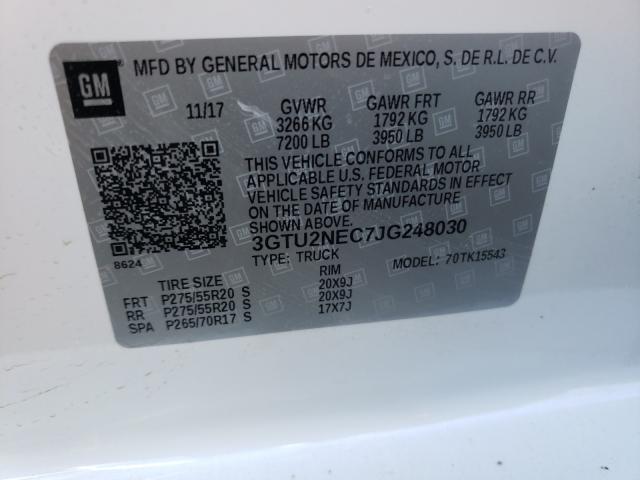 GM
MFD BY GENERAL MOTORS DE MEXICO, S. DE R.L. DE C.V.
11/17 GVWR GAWR FRT GAWR RR
3266 KG 1792 KG 1792 KG
7200 LB 3950 LB 3950 LB
THIS VEHICLE CONFORMS TO ALL
APPLICABLE U.S. FEDERAL MOTOR
VEHICLE SAFETY STANDARDS IN EFFECT
ON THE DATE OF MANUFACTURE
SHOWN ABOVE.
3GTU2NEC7JG248030
8624
TYPE: TRUCK MODEL: 70TK15543
TIRE SIZE RIM
FRT P275/55R20 S 20X9J
RR P275/55R20 S 20X9J
SPA P265/70R17 S 17X7J